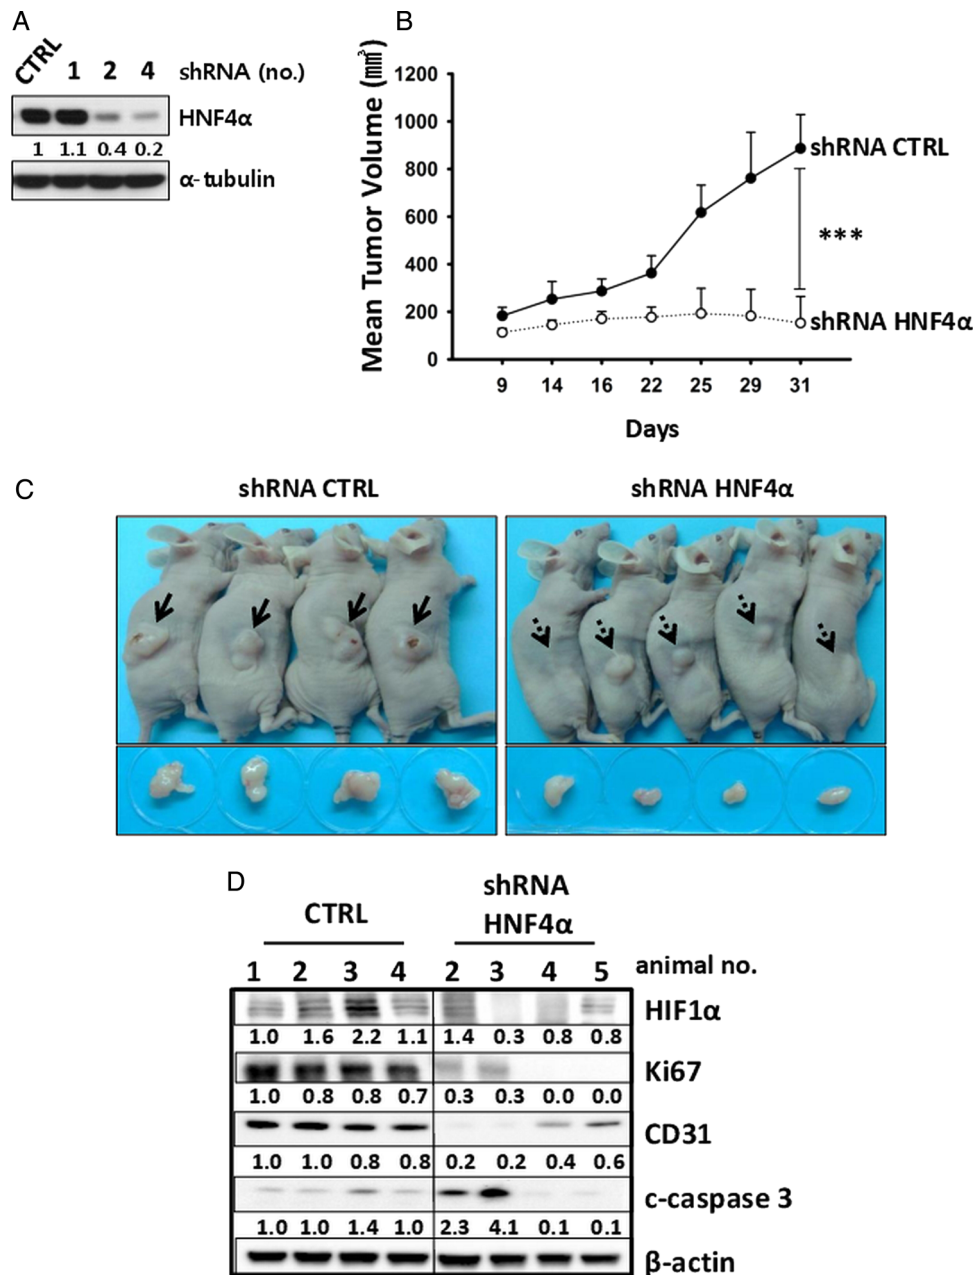 A
CTRL 1 2 4 shRNA (no.)
HNF4α
1 1.1 0.4 0.2
α-tubulin
B
Mean Tumor Volume (㎣)
1200
1000
800
600
400
200
0
shRNA CTRL
***
shRNA HNF4α
9 14 16 22 25 29 31
Days
C
shRNA CTRL shRNA HNF4α
D
CTRL
shRNA
HNF4α
1 2 3 4 2 3 4 5 animal no.
HIF1α
1.0 1.6 2.2 1.1 1.4 0.3 0.8 0.8
Ki67
1.0 0.8 0.8 0.7 0.3 0.3 0.0 0.0
CD31
1.0 1.0 0.8 0.8 0.2 0.2 0.4 0.6
c-caspase 3
1.0 1.0 1.4 1.0 2.3 4.1 0.1 0.1
β-actin